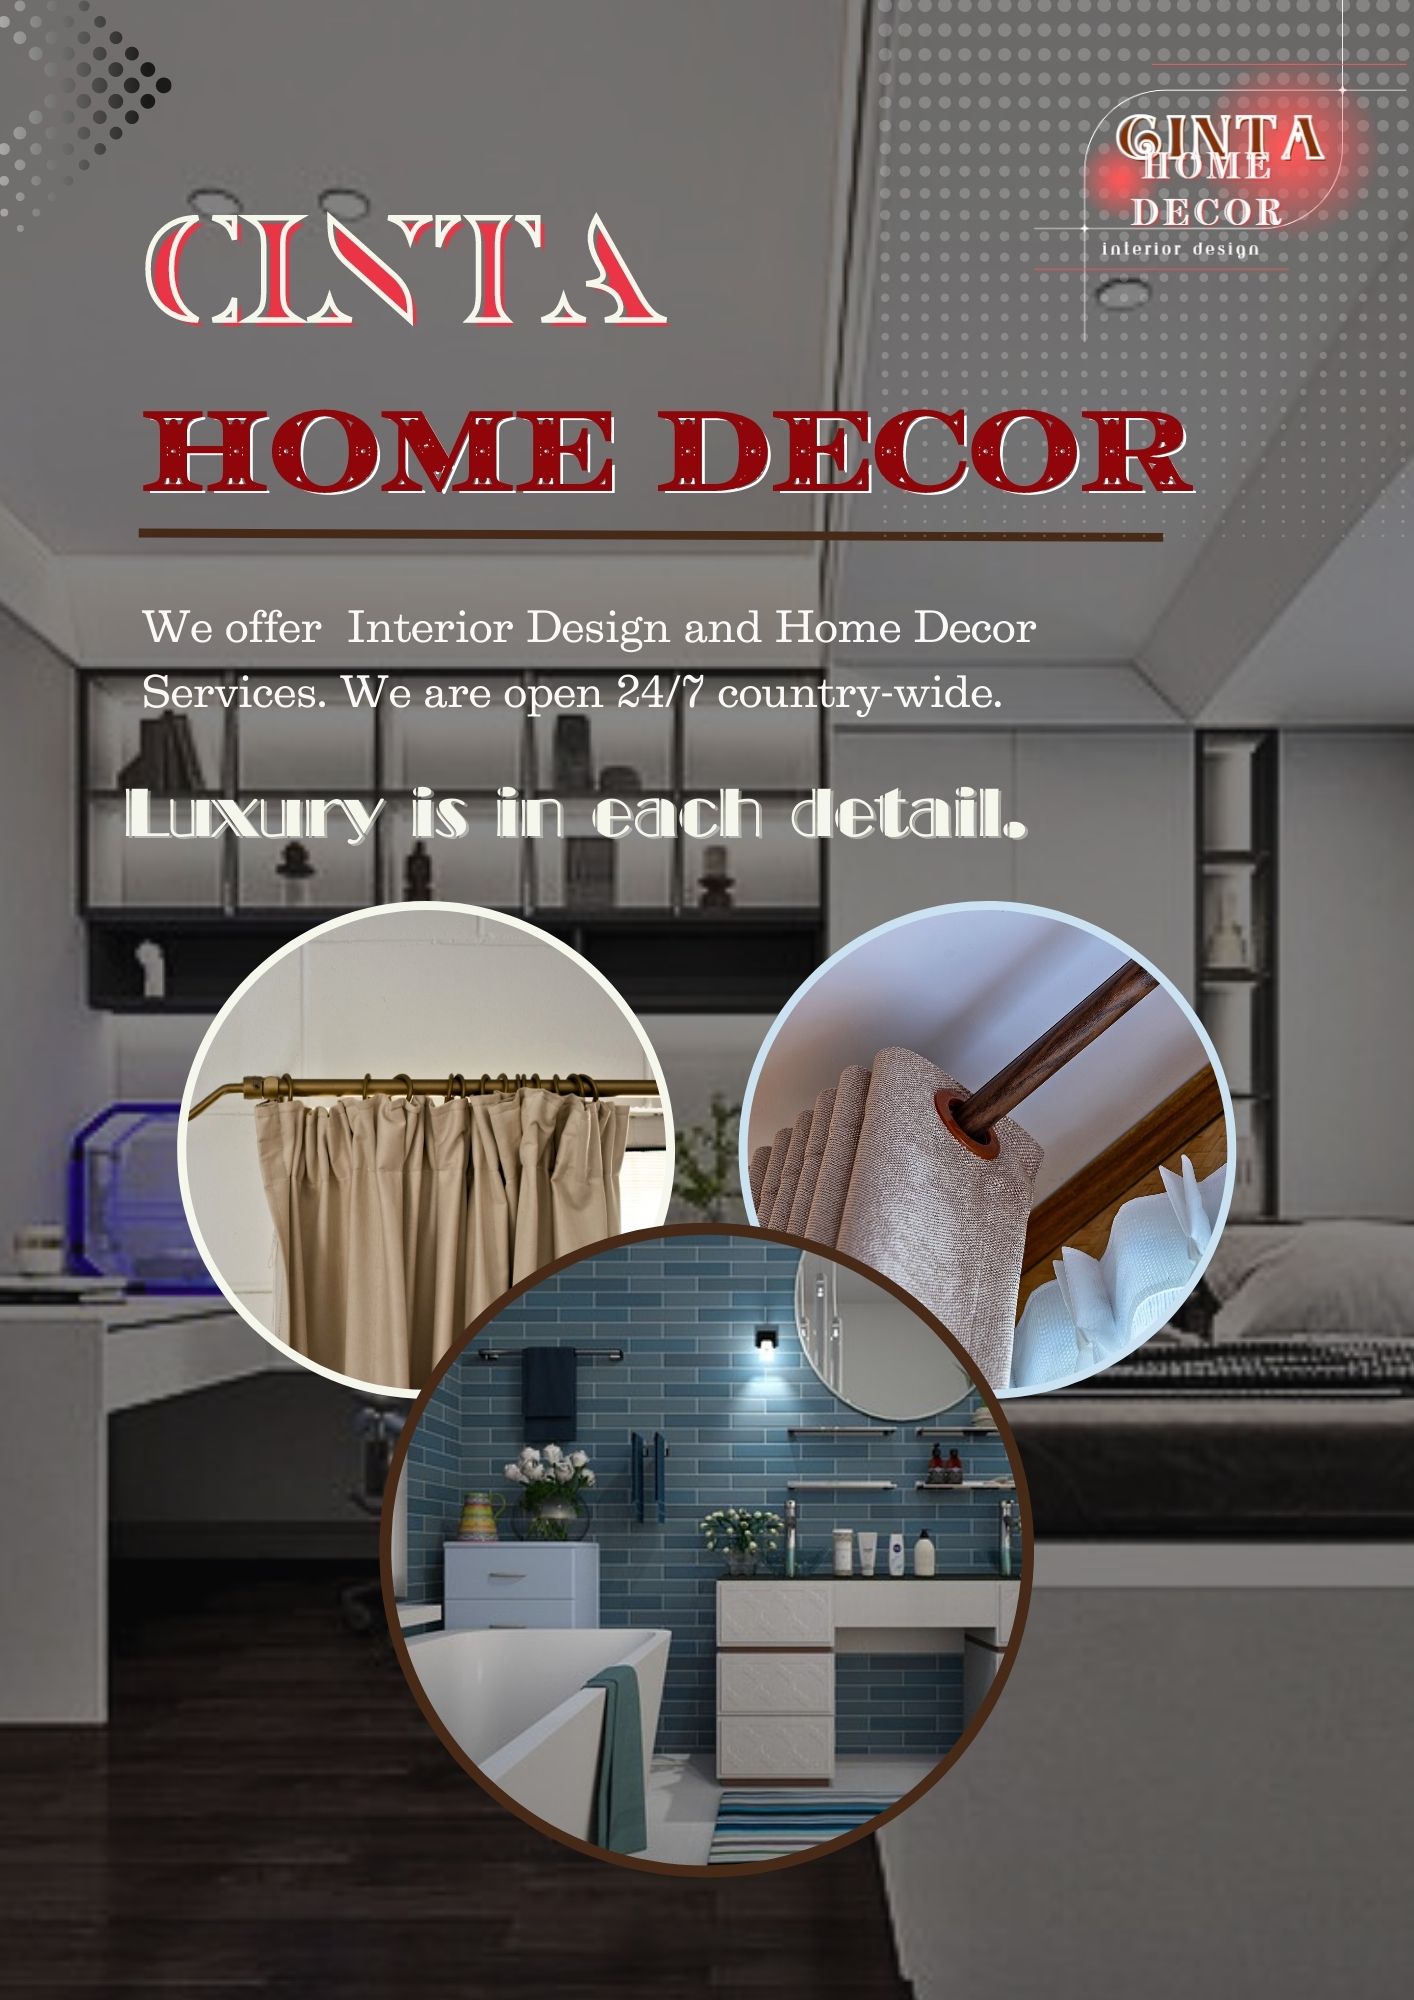 CINTA
HOME
DECOR
interior design
CINTA
HOME DECOR
We offer  Interior Design and Home Decor
Services. We are open 24/7 country-wide.
Luxury is in each detail.